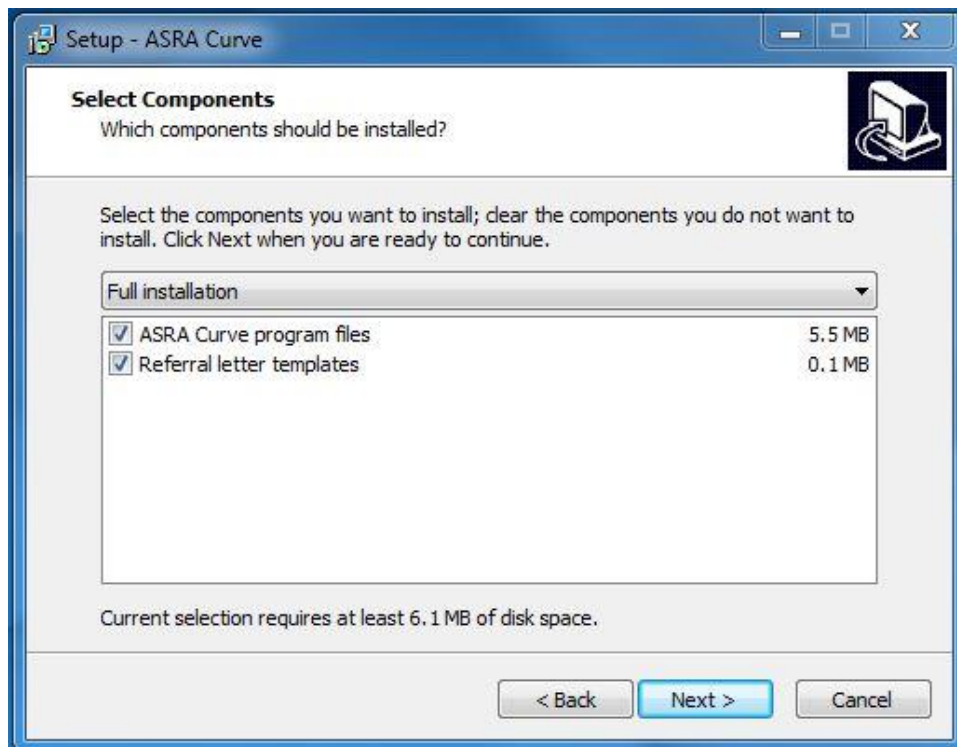 Setup - ASRA Curve
Select Components
Which components should be installed?
Select the components you want to install; clear the components you do not want to
install. Click Next when you are ready to continue.
Full installation
ASRA Curve program files 5.5 MB
Referral letter templates 0.1 MB
Current selection requires at least 6.1 MB of disk space.
< Back Next > Cancel